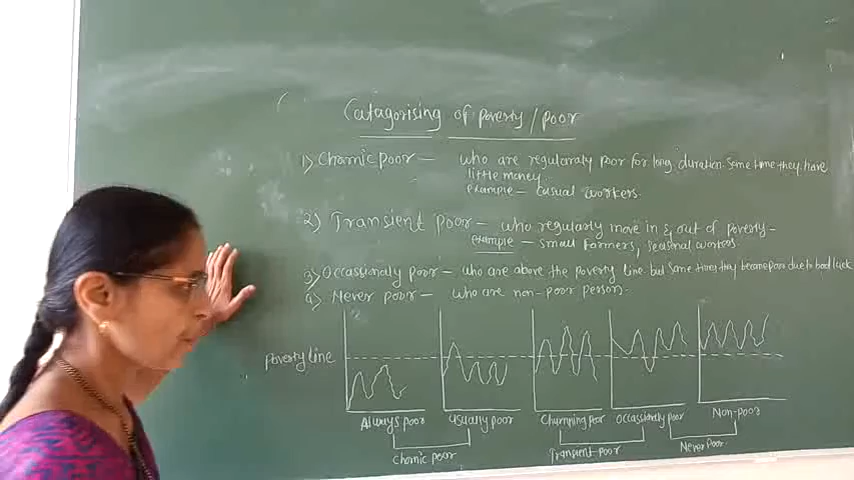 Catagorising of poverty/poor
1) Chornic poor – who are regularaly poor for long duration. Some time they have
little money.
example – casual workers.
2) Transient poor – who regularly move in & out of poverty –
example – small formers, seasonal workers.
3) Occassionaly poor – who are above the poverty line but some times they become poor due to bad luck
4) Never poor – who are non-poor person.
Poverty line
Always poor usually poor Churnning poor occassionaly poor Non-poor
Chornic poor Transient poor Never poor